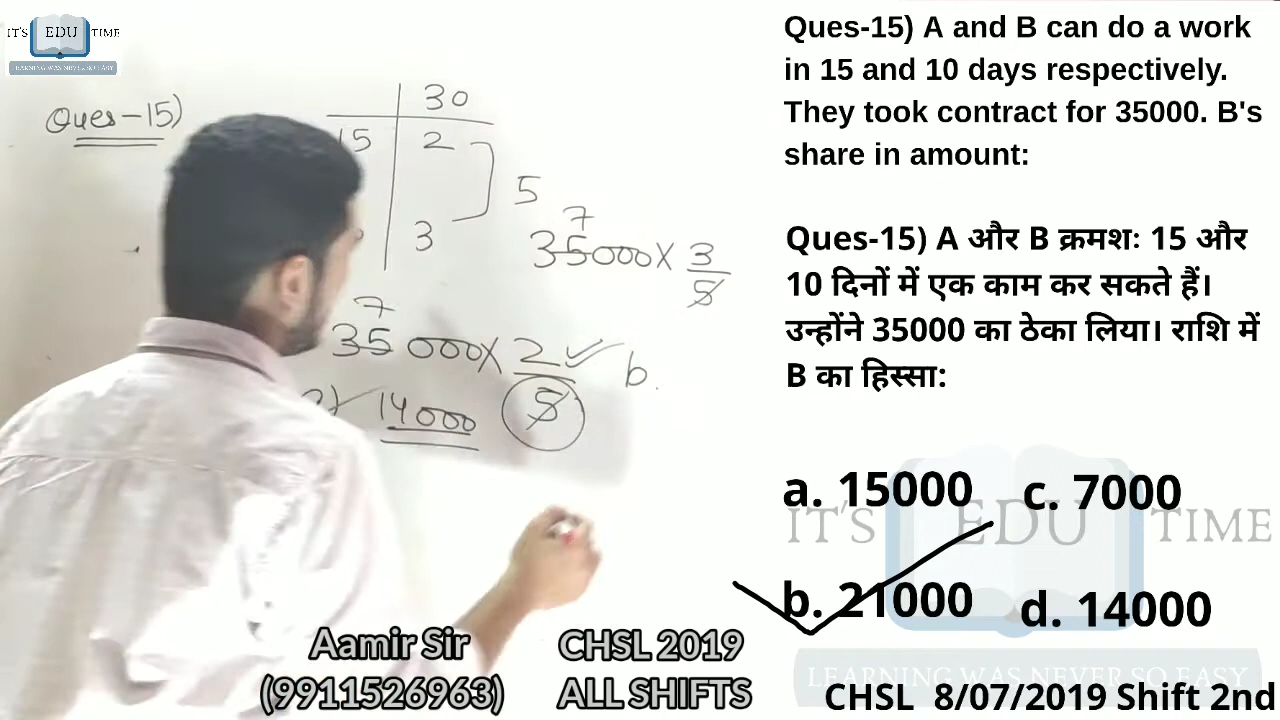 IT'S EDU TIME
LEARNING WAS NEVER SO EASY
Ques-15)
30
15 2
5
3
35000 x 3/5
7
35000 x 2/5 b.
7
14000
Ques-15) A and B can do a work
in 15 and 10 days respectively.
They took contract for 35000. B's
share in amount:
Ques-15) A और B क्रमशः 15 और
10 दिनों में एक काम कर सकते हैं।
उन्होंने 35000 का ठेका लिया। राशि में
B का हिस्सा:
a. 15000 c. 7000
b. 21000 d. 14000
IT'S EDU TIME
LEARNING WAS NEVER SO EASY
Aamir Sir
(9911526963)
CHSL 2019
ALL SHIFTS
CHSL 8/07/2019 Shift 2nd